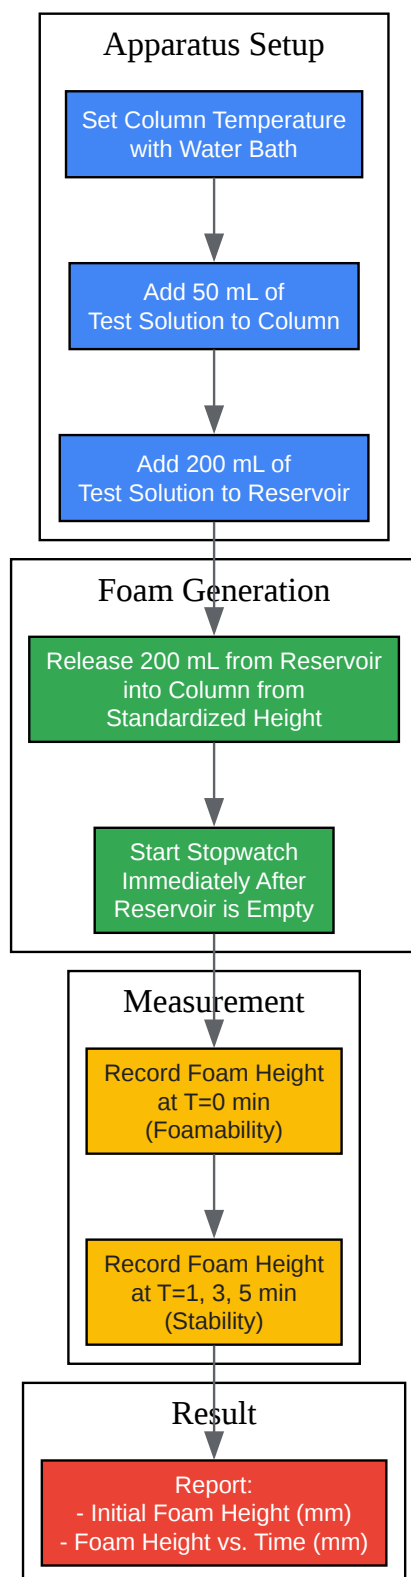 Apparatus Setup
Set Column Temperature
with Water Bath
Add 50 mL of
Test Solution to Column
Add 200 mL of
Test Solution to Reservoir
Foam Generation
Release 200 mL from Reservoir
into Column from
Standardized Height
Start Stopwatch
Immediately After
Reservoir is Empty
Measurement
Record Foam Height
at T=0 min
(Foamability)
Record Foam Height
at T=1, 3, 5 min
(Stability)
Result
Report:
- Initial Foam Height (mm)
- Foam Height vs. Time (mm)